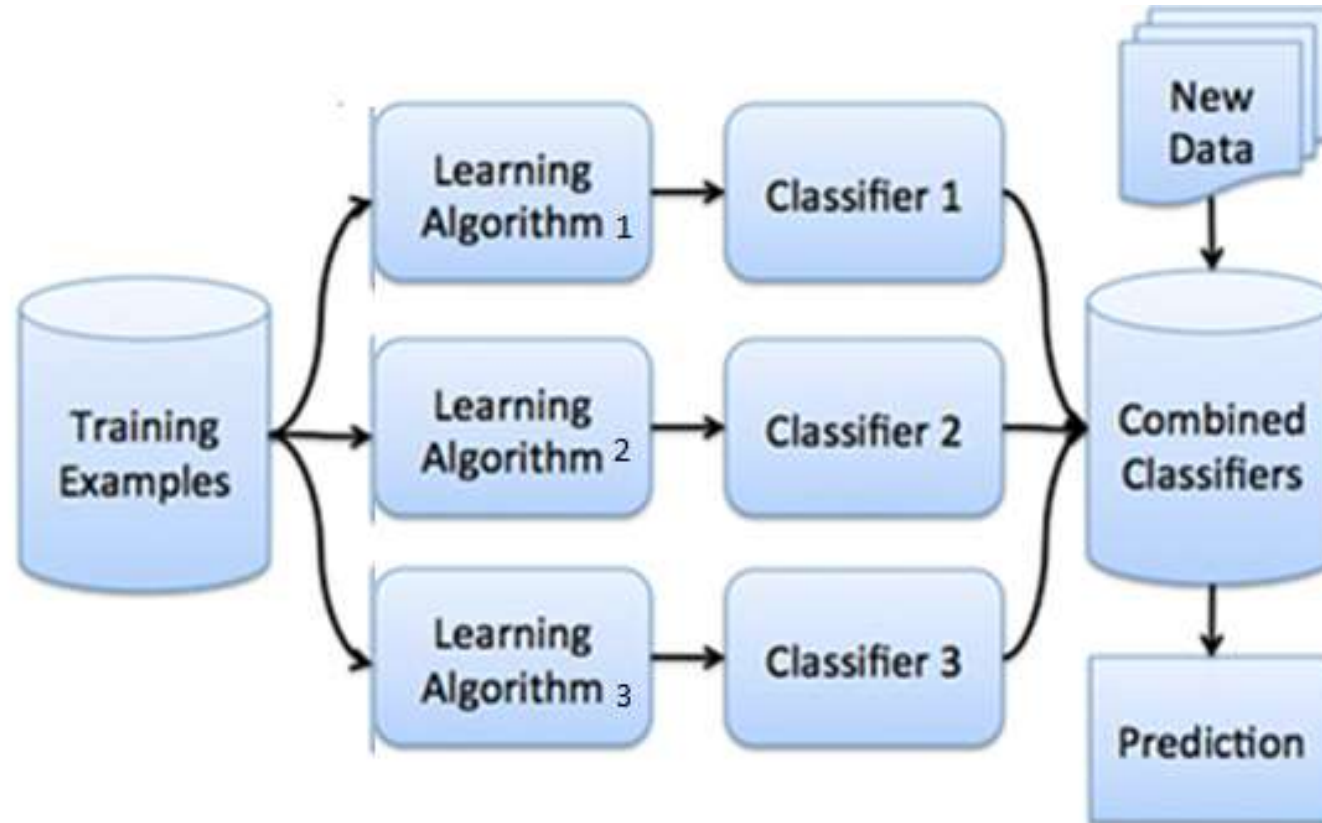 New
Data
Learning
Algorithm 1
Classifier 1
Training
Examples
Learning
Algorithm 2
Classifier 2
Combined
Classifiers
Learning
Algorithm 3
Classifier 3
Prediction